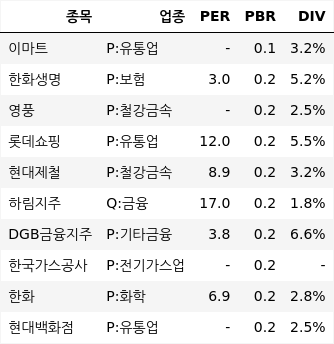 종목 업종 PER PBR DIV
이마트 P:유통업 - 0.1 3.2%
한화생명 P:보험 3.0 0.2 5.2%
영풍 P:철강금속 - 0.2 2.5%
롯데쇼핑 P:유통업 12.0 0.2 5.5%
현대제철 P:철강금속 8.9 0.2 3.2%
하림지주 Q:금융 17.0 0.2 1.8%
DGB금융지주 P:기타금융 3.8 0.2 6.6%
한국가스공사 P:전기가스업 - 0.2 -
한화 P:화학 6.9 0.2 2.8%
현대백화점 P:유통업 - 0.2 2.5%